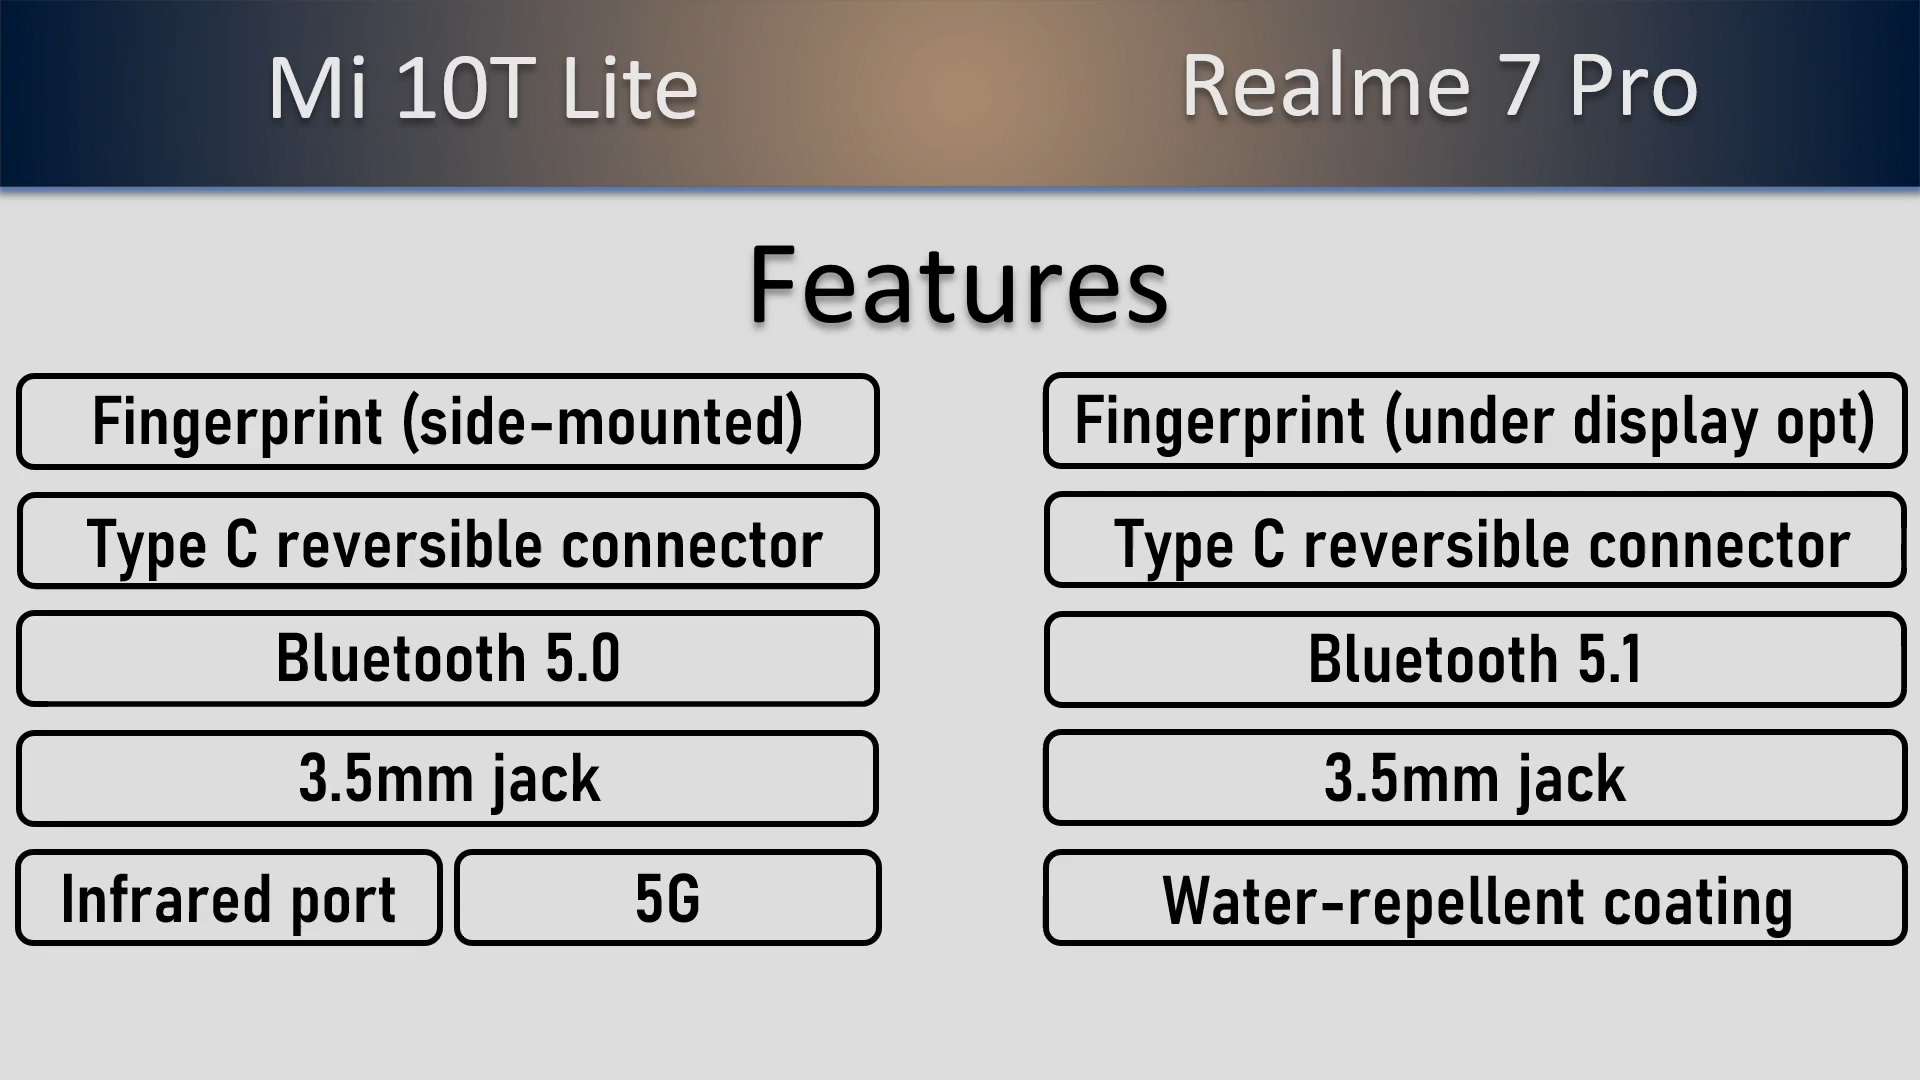 Mi 10T Lite
Realme 7 Pro
Features
Fingerprint (side-mounted)
Fingerprint (under display opt)
Type C reversible connector
Type C reversible connector
Bluetooth 5.0
Bluetooth 5.1
3.5mm jack
3.5mm jack
Infrared port
5G
Water-repellent coating